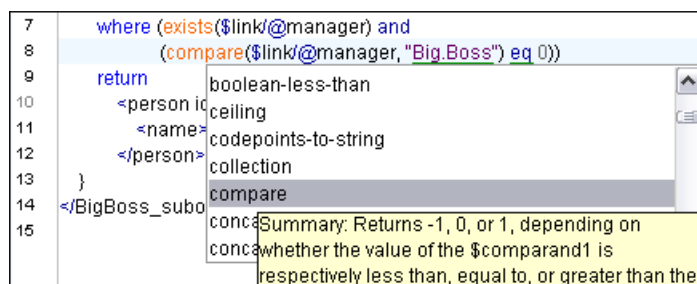 7 where (exists($link/@manager) and
8 (compare($link/@manager, "Big.Boss") eq 0))
9 return
10 <person id
11 <name>
12 </person>
13 }
14 </BigBoss_subo
15
boolean-less-than
ceiling
codepoints-to-string
collection
compare
conca
conca
Summary: Returns -1, 0, or 1, depending on
whether the value of the $comparand1 is
respectively less than, equal to, or greater than the